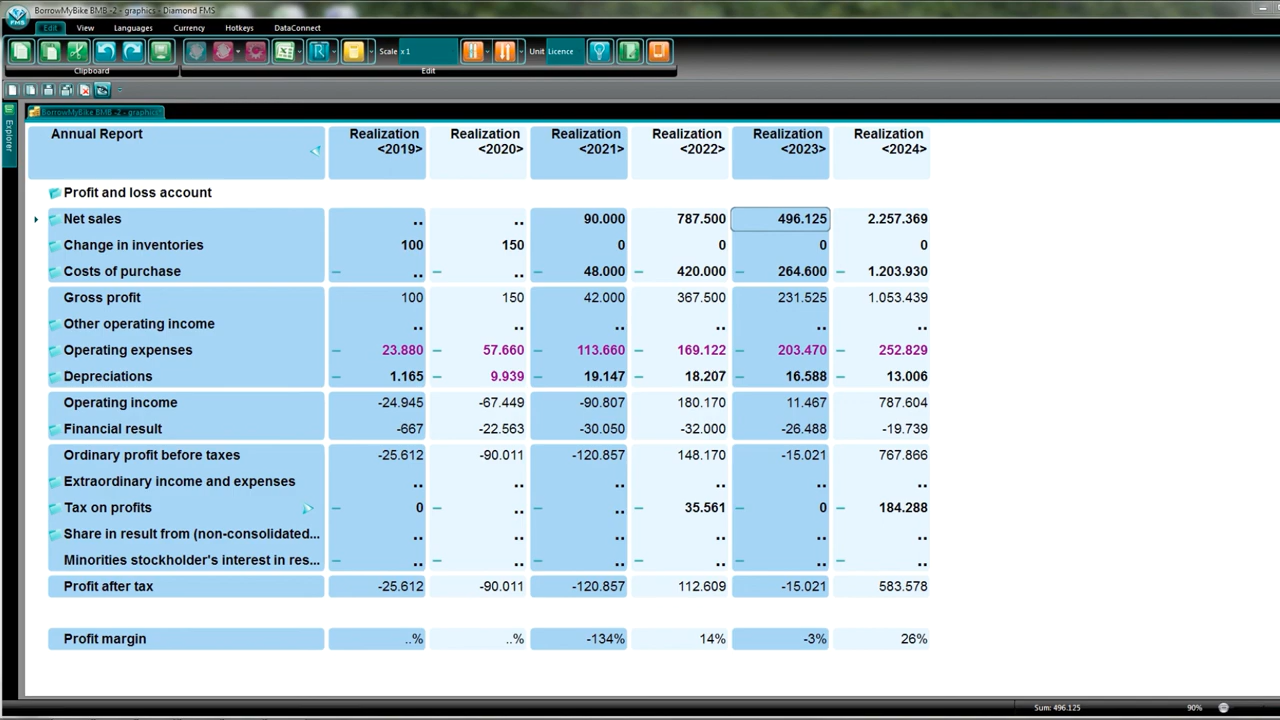 BorrowMyBike BMB -2 - graphics - Diamond FMS
FMS
Edit View Languages Currency Hotkeys DataConnect
Scale x 1 Unit Licence
Clipboard Edit
BorrowMyBike BMB -2 - graphics
Explorer
Annual Report Realization <2019> Realization <2020> Realization <2021> Realization <2022> Realization <2023> Realization <2024>
Profit and loss account
Net sales .. .. 90.000 787.500 496.125 2.257.369
Change in inventories 100 150 0 0 0 0
Costs of purchase – .. – .. – 48.000 – 420.000 – 264.600 – 1.203.930
Gross profit 100 150 42.000 367.500 231.525 1.053.439
Other operating income .. .. .. .. .. ..
Operating expenses – 23.880 – 57.660 – 113.660 – 169.122 – 203.470 – 252.829
Depreciations – 1.165 – 9.939 – 19.147 – 18.207 – 16.588 – 13.006
Operating income -24.945 -67.449 -90.807 180.170 11.467 787.604
Financial result -667 -22.563 -30.050 -32.000 -26.488 -19.739
Ordinary profit before taxes -25.612 -90.011 -120.857 148.170 -15.021 767.866
Extraordinary income and expenses .. .. .. .. .. ..
Tax on profits – 0 – .. – .. – 35.561 – 0 – 184.288
Share in result from (non-consolidated... .. .. .. .. .. ..
Minorities stockholder's interest in res... – .. – .. – .. – .. – .. – ..
Profit after tax -25.612 -90.011 -120.857 112.609 -15.021 583.578
Profit margin ..% ..% -134% 14% -3% 26%
Sum: 496.125 90%